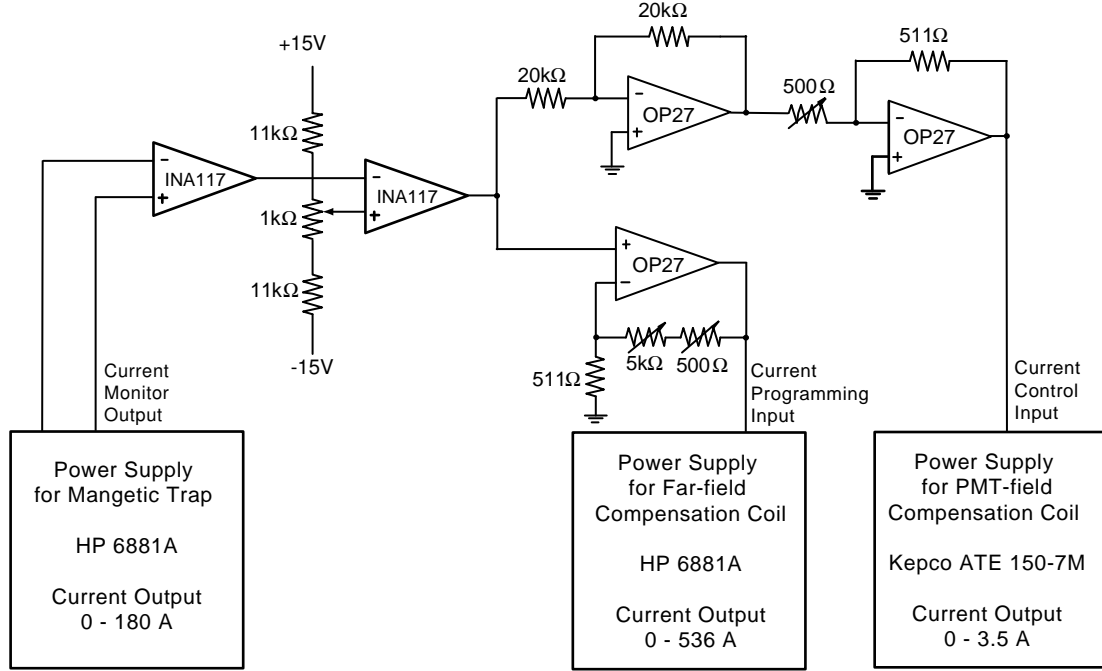 20kΩ
+15V
511Ω
20kΩ
500Ω
−
OP27
+
11kΩ
−
OP27
+
−
INA117
+
−
INA117
+
1kΩ
+
OP27
−
11kΩ
-15V
5kΩ
500Ω
511Ω
Current
Monitor
Output
Current
Programming
Input
Current
Control
Input
Power Supply
for Mangetic Trap
HP 6881A
Current Output
0 - 180 A
Power Supply
for Far-field
Compensation Coil
HP 6881A
Current Output
0 - 536 A
Power Supply
for PMT-field
Compensation Coil
Kepco ATE 150-7M
Current Output
0 - 3.5 A